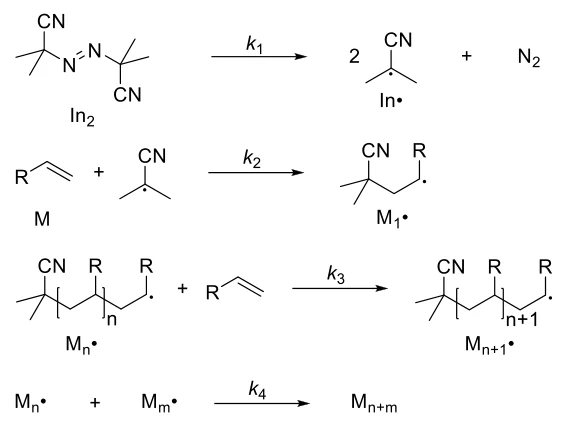 CN N N CN k₁ 2 CN + N₂
In₂ In•
R + CN k₂ CN R
M M₁•
CN R R n + R k₃ CN R R n+1
Mₙ• Mₙ₊₁•
Mₙ• + Mₘ• k₄ Mₙ₊ₘ